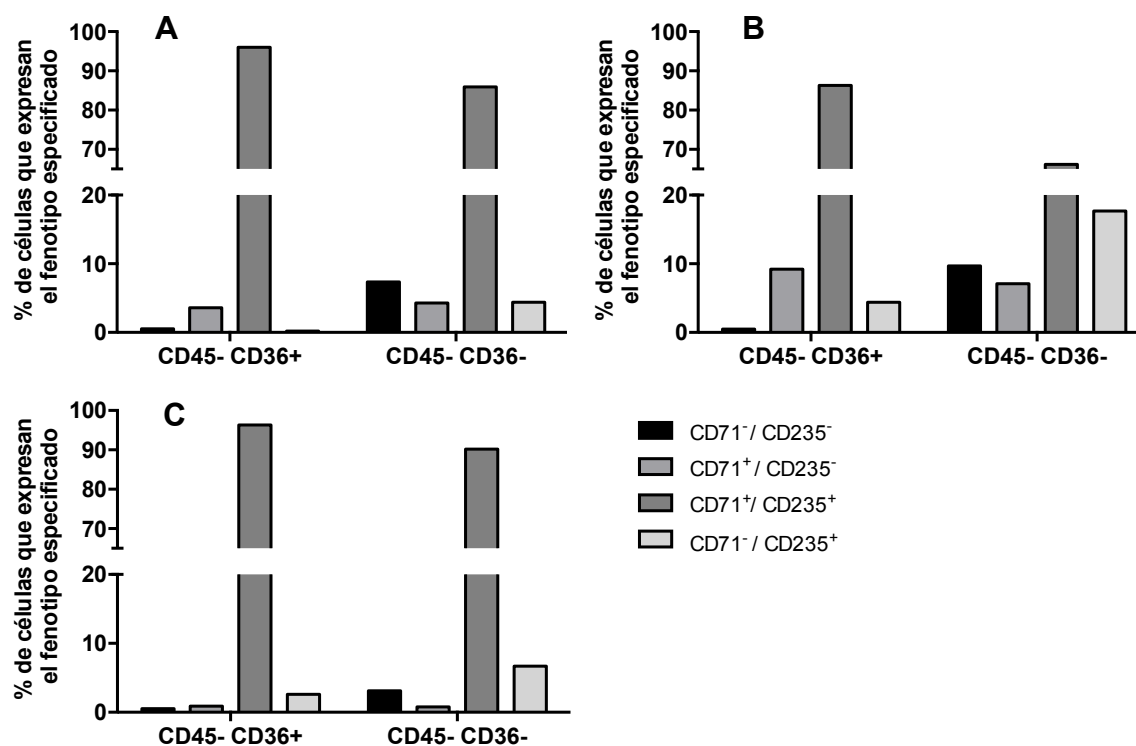 A
% de células que expresan
el fenotipo especificado
100
90
80
70
20
10
0
CD45- CD36+ CD45- CD36-
B
% de células que expresan
el fenotipo especificado
100
90
80
70
20
10
0
CD45- CD36+ CD45- CD36-
C
% de células que expresan
el fenotipo especificado
100
90
80
70
20
10
0
CD45- CD36+ CD45- CD36-
CD71⁻/ CD235⁻
CD71⁺/ CD235⁻
CD71⁺/ CD235⁺
CD71⁻/ CD235⁺